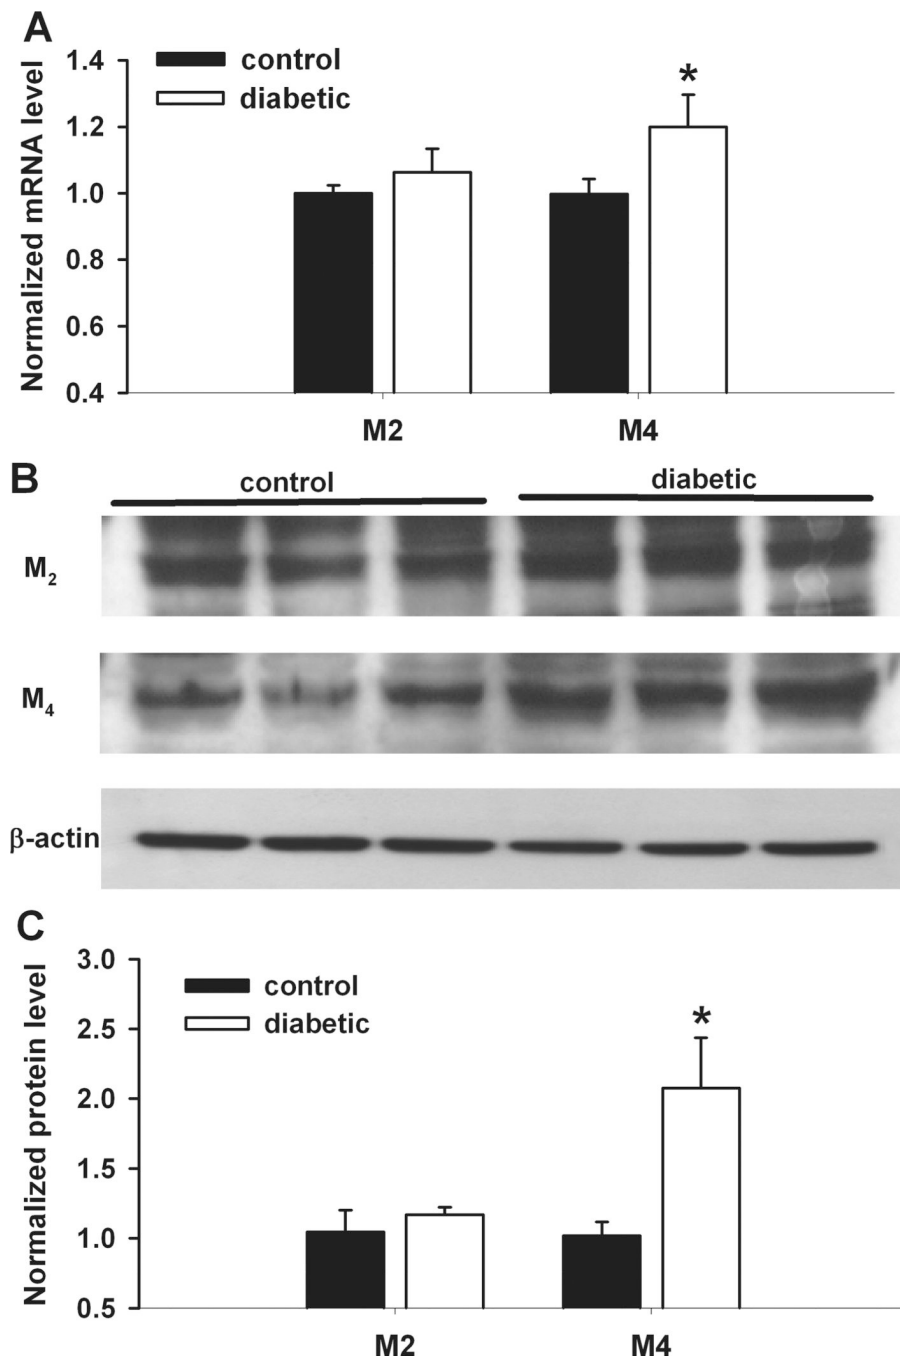 A
control
diabetic
*
Normalized mRNA level
1.4
1.2
1.0
0.8
0.6
0.4
M2 M4
B
control diabetic
M₂
M₄
β-actin
C
control
diabetic
*
Normalized protein level
3.0
2.5
2.0
1.5
1.0
0.5
M2 M4